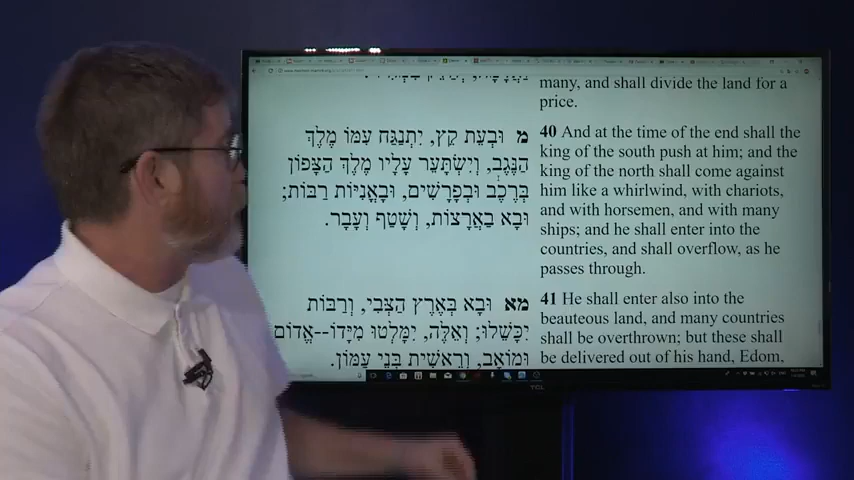 many, and shall divide the land for a
price.
מ וּבְעֵת קֵץ, יִתְנַגַּח עִמּוֹ מֶלֶךְ
הַנֶּגֶב, וְיִשְׂתָּעֵר עָלָיו מֶלֶךְ הַצָּפוֹן
בְּרֶכֶב וּבְפָרָשִׁים, וּבָאֳנִיּוֹת רַבּוֹת;
וּבָא בַאֲרָצוֹת, וְשָׁטַף וְעָבָר.
40 And at the time of the end shall the
king of the south push at him; and the
king of the north shall come against
him like a whirlwind, with chariots,
and with horsemen, and with many
ships; and he shall enter into the
countries, and shall overflow, as he
passes through.
מא וּבָא בְּאֶרֶץ הַצְּבִי, וְרַבּוֹת
יִכָּשֵׁלוּ; וְאֵלֶּה, יִמָּלְטוּ מִיָּדוֹ--אֱדוֹם
וּמוֹאָב, וְרֵאשִׁית בְּנֵי עַמּוֹן.
41 He shall enter also into the
beauteous land, and many countries
shall be overthrown; but these shall
be delivered out of his hand, Edom,
TCL